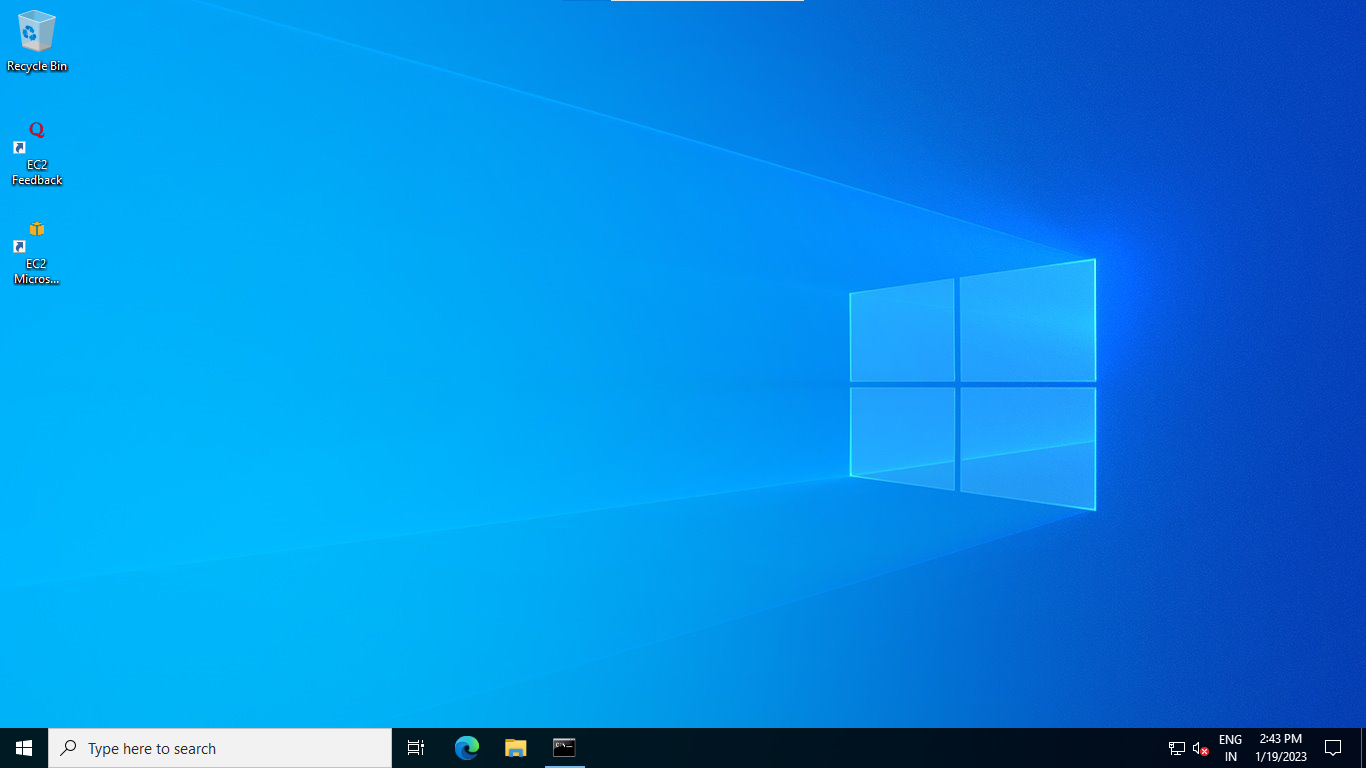 Recycle Bin
Q
EC2
Feedback
EC2
Micros...
Type here to search
ENG
IN
2:43 PM
1/19/2023